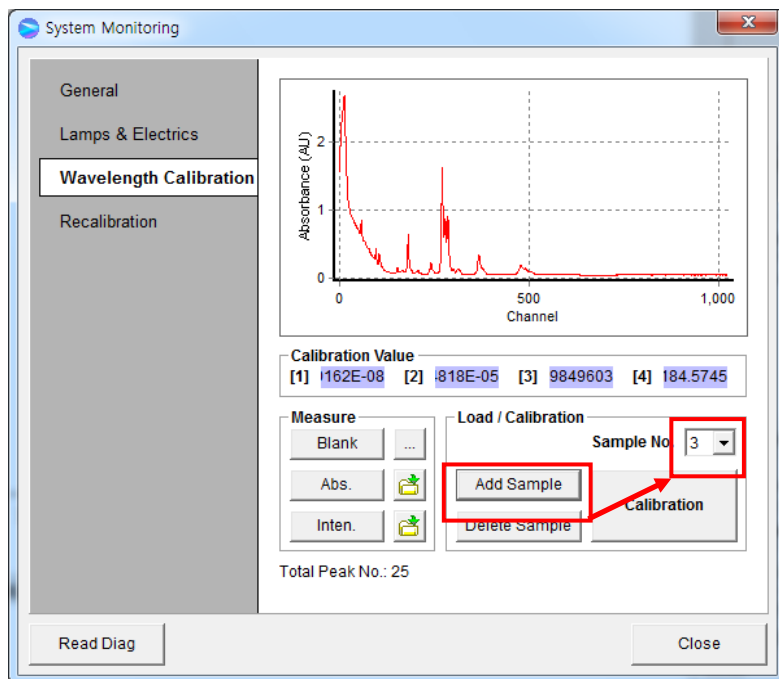 System Monitoring
General
Lamps & Electrics
Wavelength Calibration
Recalibration
Absorbance (AU)
2
1
0
0 500 1,000
Channel
Calibration Value
[1] 162E-08 [2] 818E-05 [3] 9849603 [4] 184.5745
Measure
Blank ...
Abs.
Inten.
Load / Calibration
Sample No. 3
Add Sample
Calibration
Delete Sample
Total Peak No.: 25
Read Diag
Close